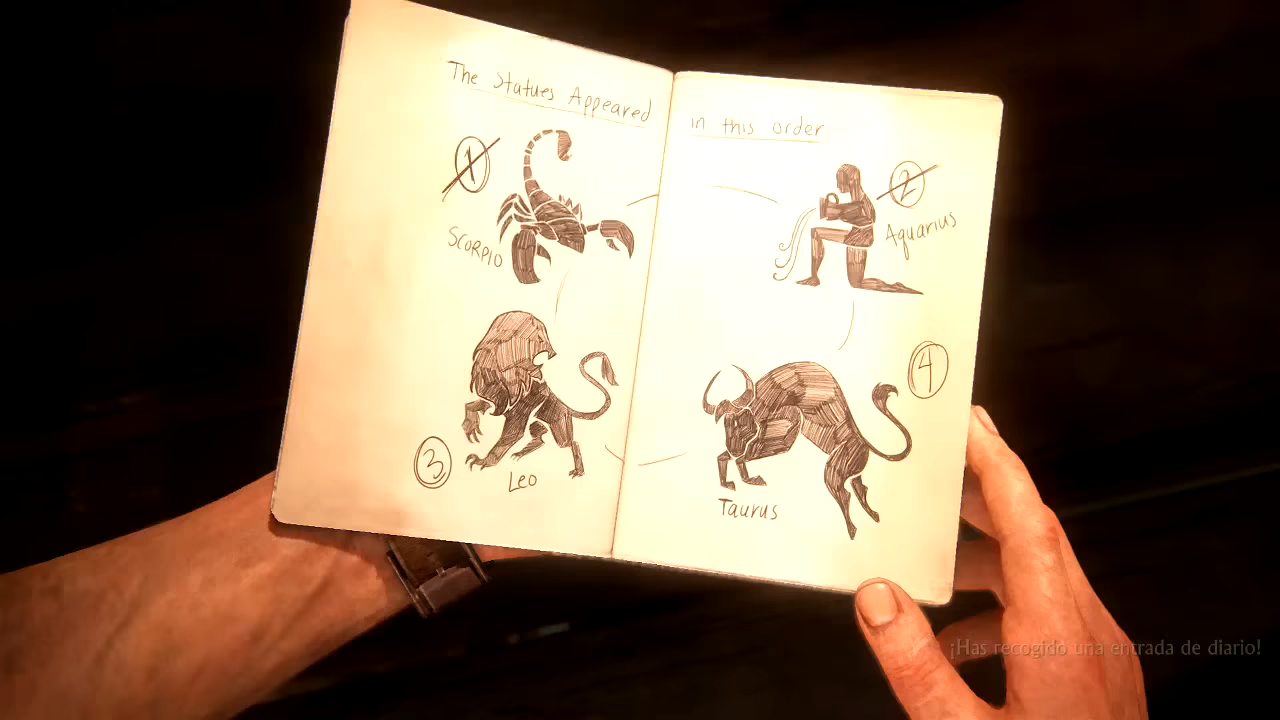 The Statues Appeared in this order
1
2
SCORPIO
Aquarius
3
Leo
4
Taurus
¡Has recogido una entrada de diario!